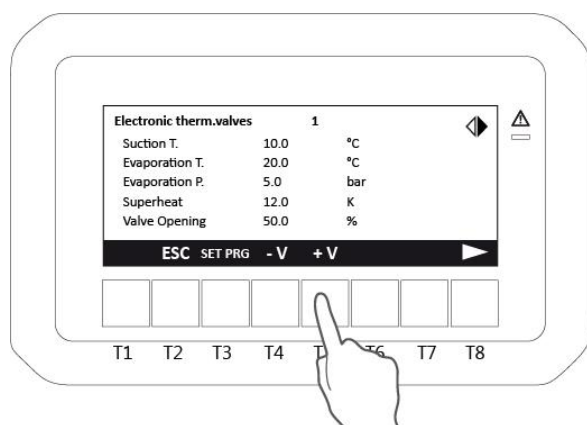 Electronic therm.valves 1
Suction T. 10.0 °C
Evaporation T. 20.0 °C
Evaporation P. 5.0 bar
Superheat 12.0 K
Valve Opening 50.0 %
ESC SET PRG - V + V
T1 T2 T3 T4 T6 T7 T8